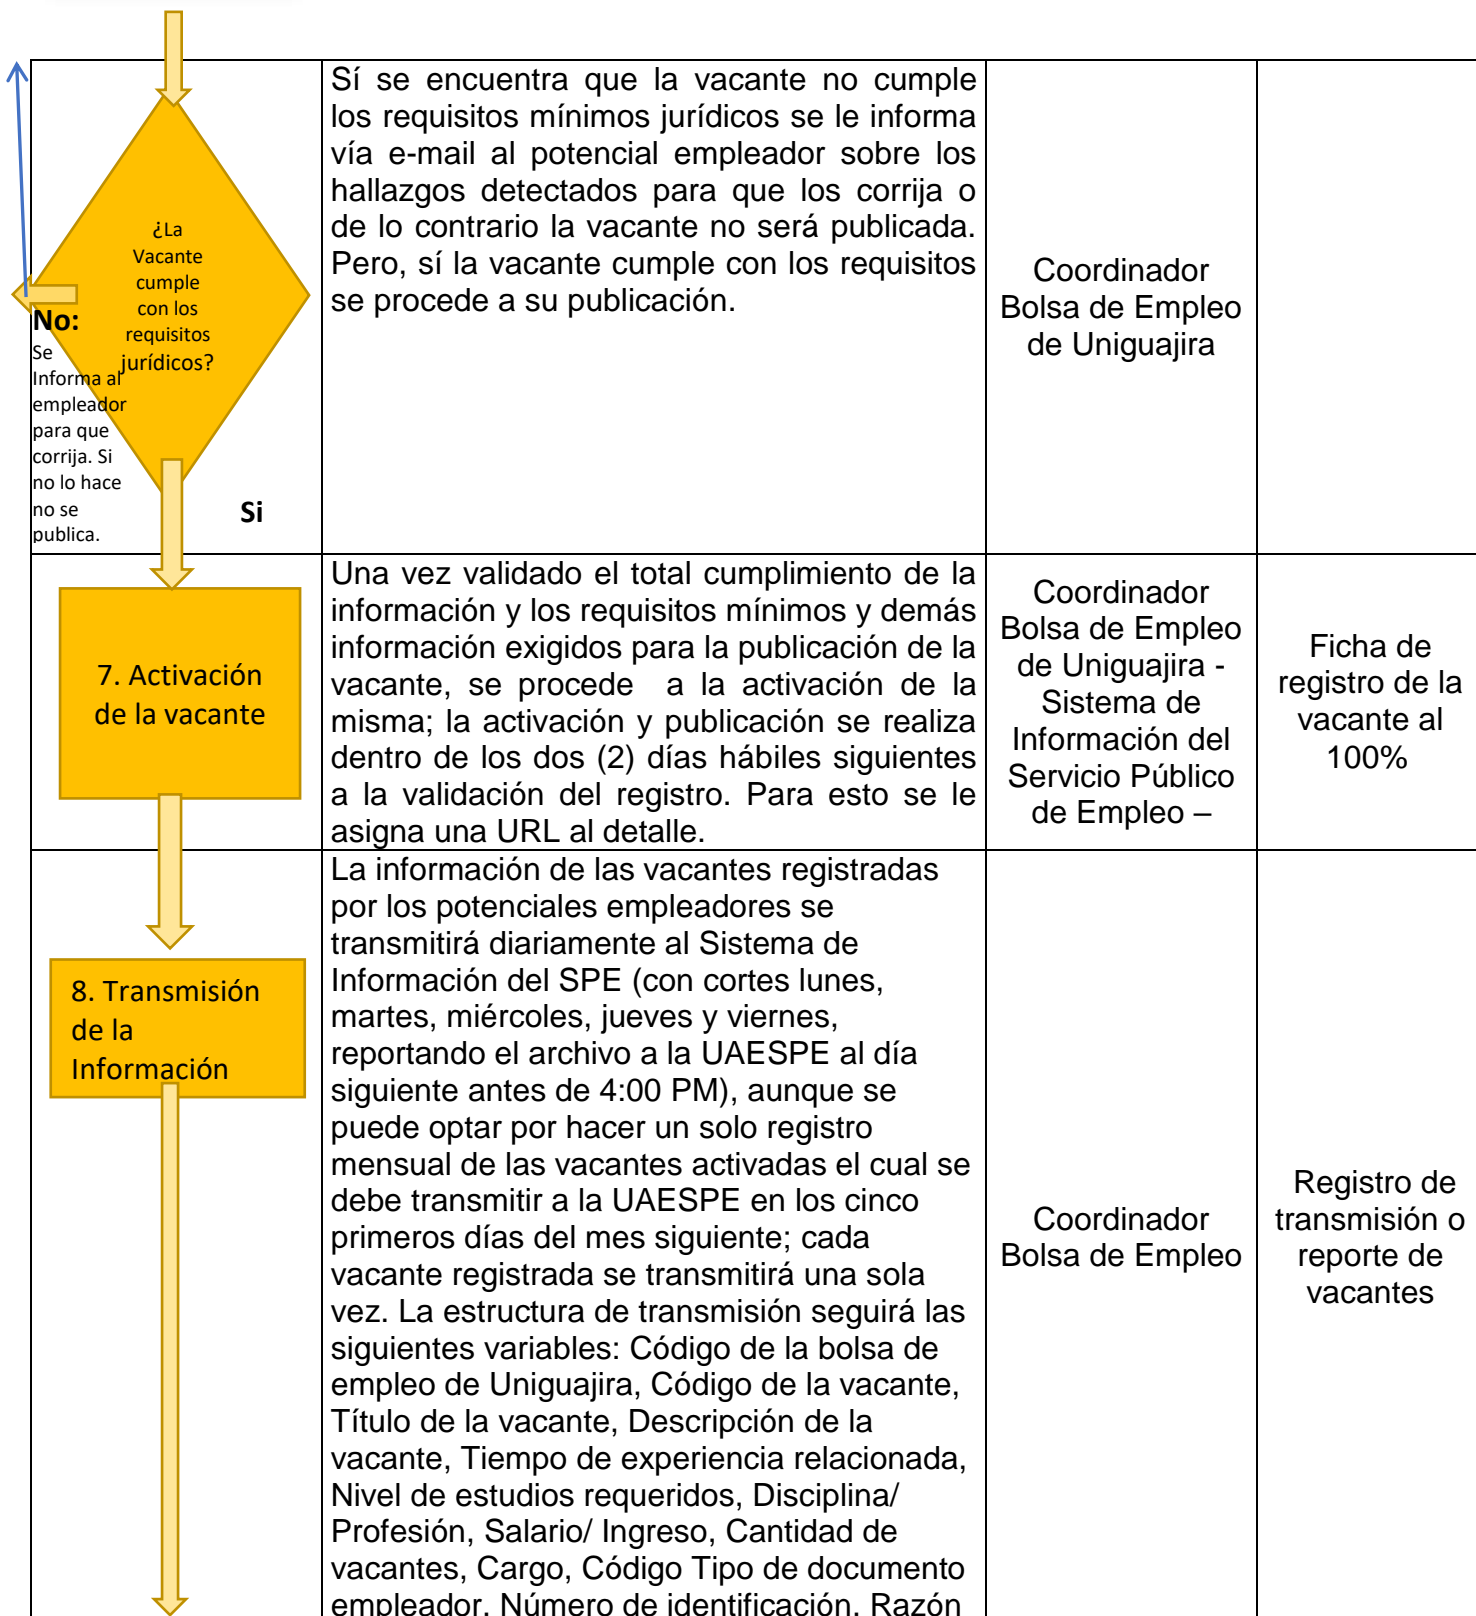 ¿La
Vacante
cumple
con los
requisitos
jurídicos?
No:
Se
Informa al
empleador
para que
corrija. Si
no lo hace
no se
publica.
Si
Sí se encuentra que la vacante no cumple
los requisitos mínimos jurídicos se le informa
vía e-mail al potencial empleador sobre los
hallazgos detectados para que los corrija o
de lo contrario la vacante no será publicada.
Pero, sí la vacante cumple con los requisitos
se procede a su publicación.
Coordinador
Bolsa de Empleo
de Uniguajira
7. Activación
de la vacante
Una vez validado el total cumplimiento de la
información y los requisitos mínimos y demás
información exigidos para la publicación de la
vacante, se procede a la activación de la
misma; la activación y publicación se realiza
dentro de los dos (2) días hábiles siguientes
a la validación del registro. Para esto se le
asigna una URL al detalle.
Coordinador
Bolsa de Empleo
de Uniguajira -
Sistema de
Información del
Servicio Público
de Empleo –
Ficha de
registro de la
vacante al
100%
8. Transmisión
de la
Información
La información de las vacantes registradas
por los potenciales empleadores se
transmitirá diariamente al Sistema de
Información del SPE (con cortes lunes,
martes, miércoles, jueves y viernes,
reportando el archivo a la UAESPE al día
siguiente antes de 4:00 PM), aunque se
puede optar por hacer un solo registro
mensual de las vacantes activadas el cual se
debe transmitir a la UAESPE en los cinco
primeros días del mes siguiente; cada
vacante registrada se transmitirá una sola
vez. La estructura de transmisión seguirá las
siguientes variables: Código de la bolsa de
empleo de Uniguajira, Código de la vacante,
Título de la vacante, Descripción de la
vacante, Tiempo de experiencia relacionada,
Nivel de estudios requeridos, Disciplina/
Profesión, Salario/ Ingreso, Cantidad de
vacantes, Cargo, Código Tipo de documento
empleador, Número de identificación, Razón
Coordinador
Bolsa de Empleo
Registro de
transmisión o
reporte de
vacantes